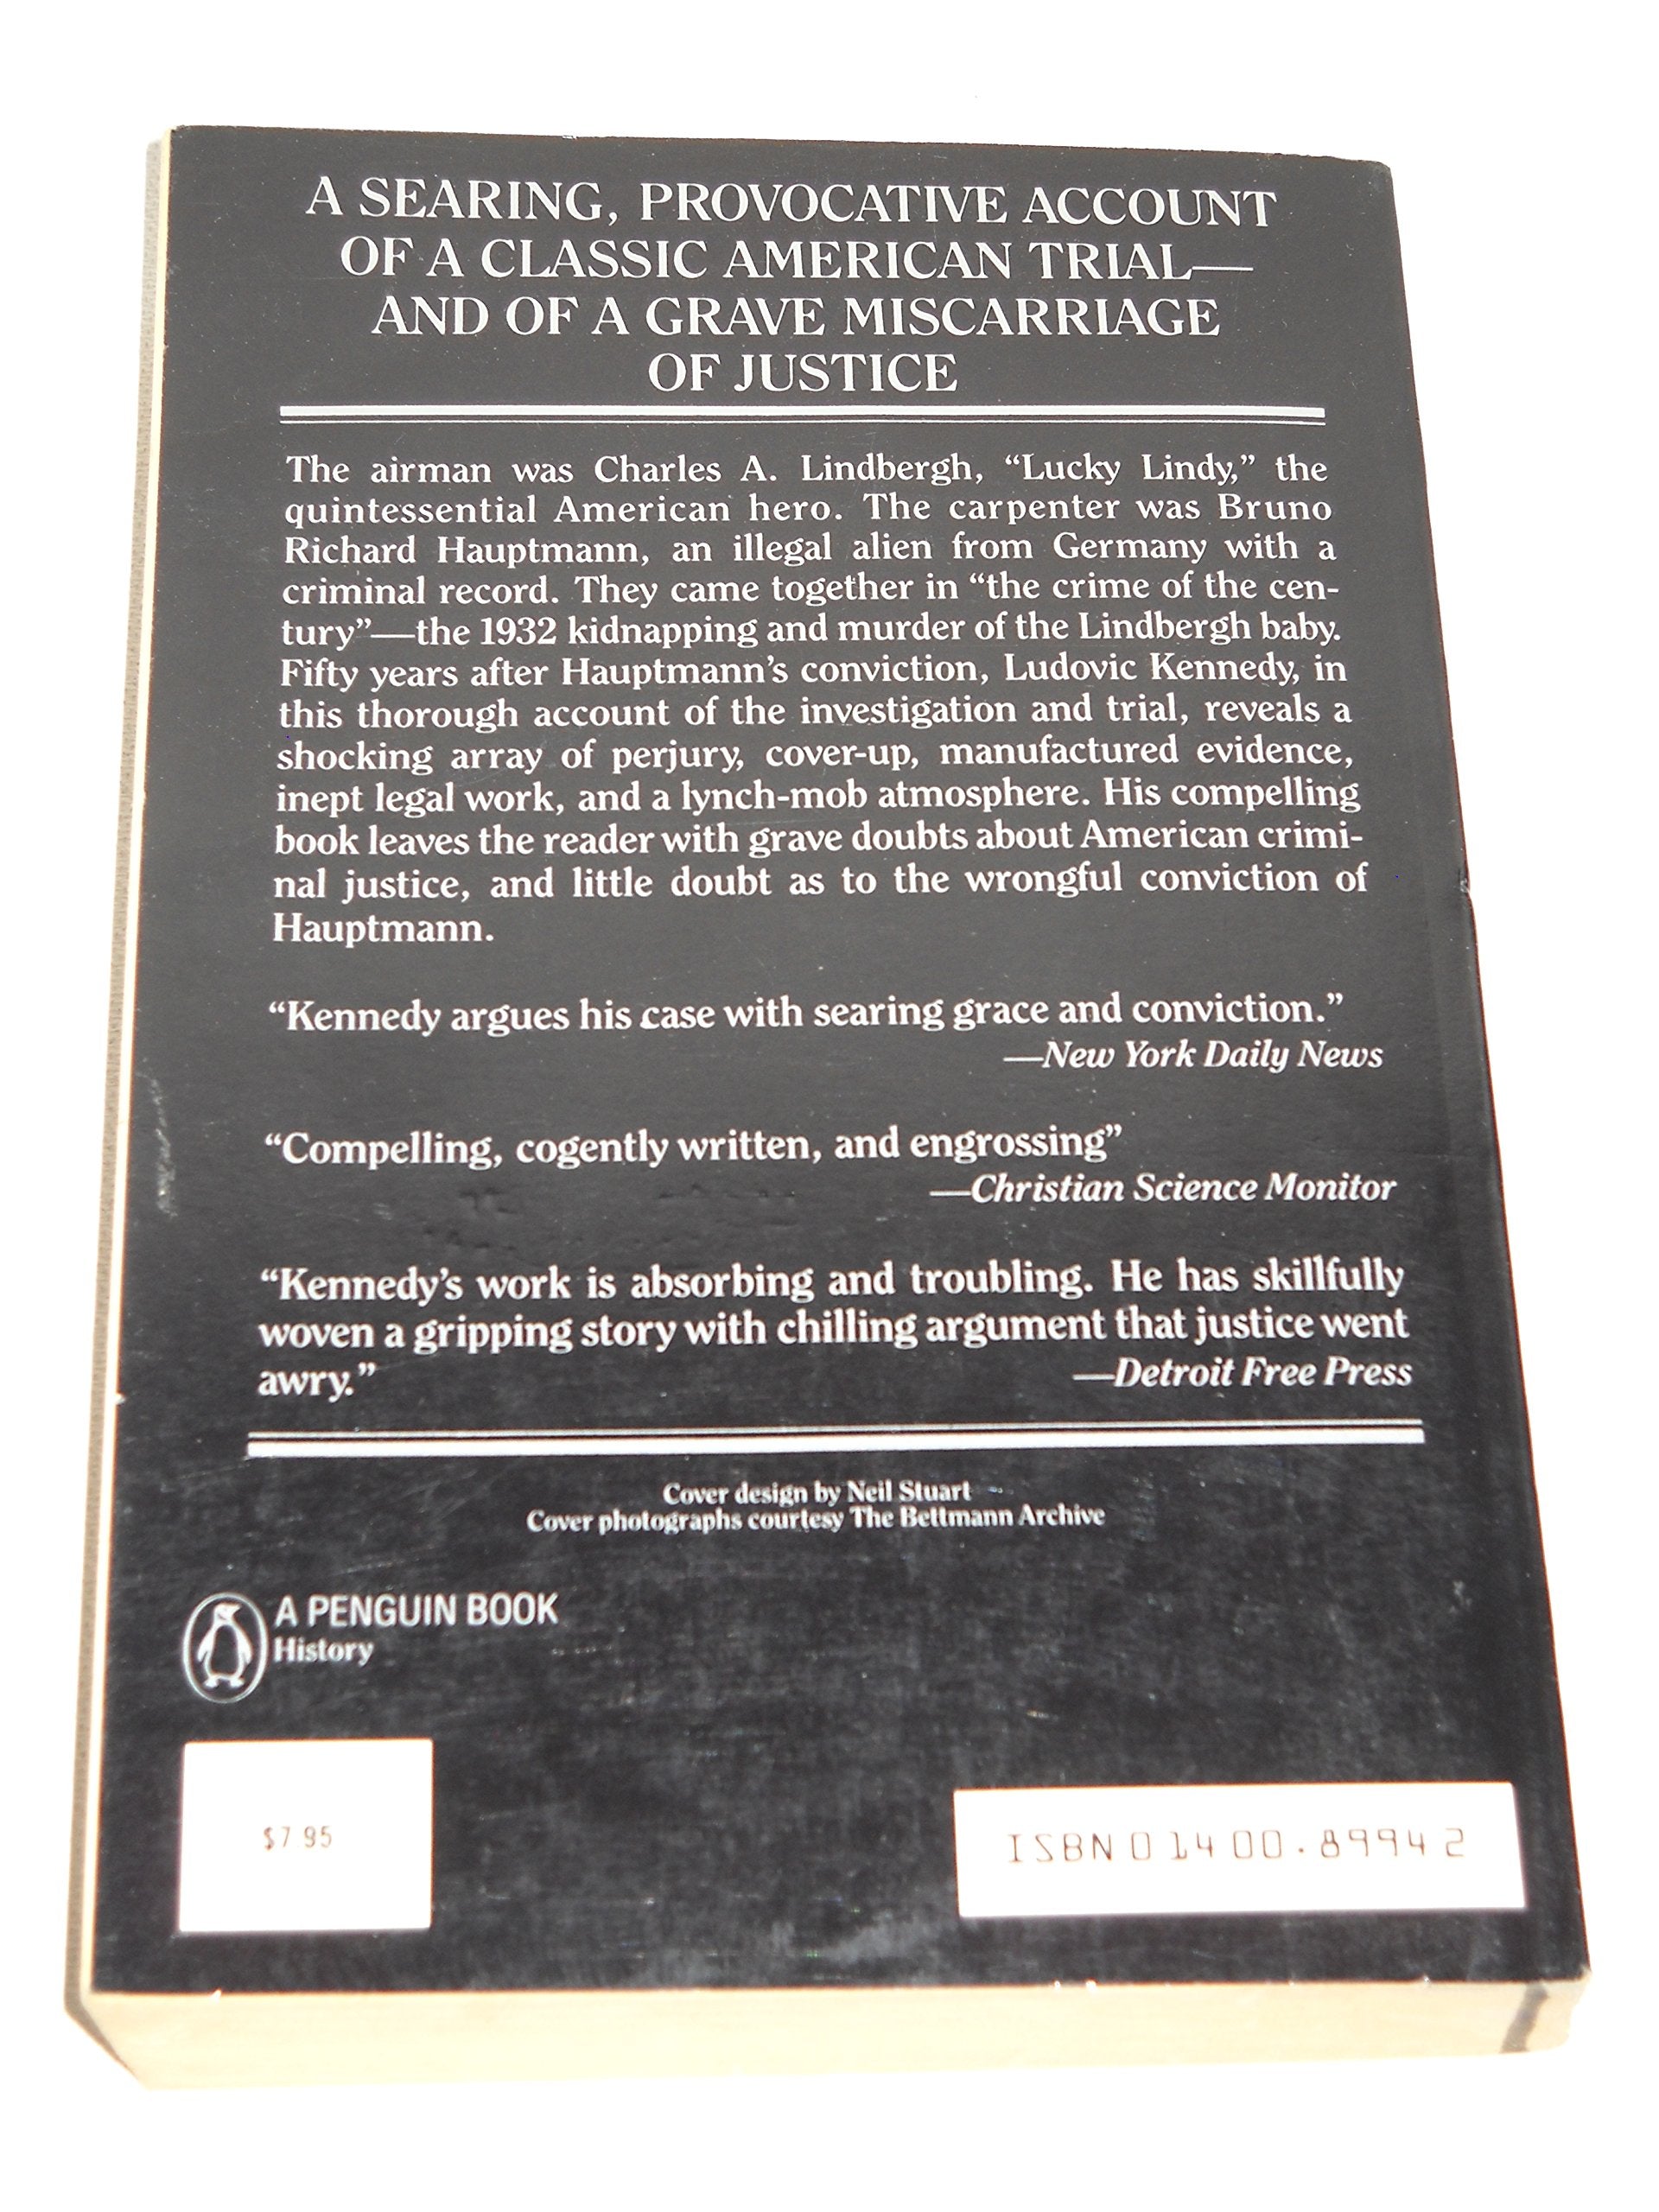 A SEARING, PROVOCATIVE ACCOUNT
OF A CLASSIC AMERICAN TRIAL—
AND OF A GRAVE MISCARRIAGE
OF JUSTICE
The airman was Charles A. Lindbergh, “Lucky Lindy,” the
quintessential American hero. The carpenter was Bruno
Richard Hauptmann, an illegal alien from Germany with a
criminal record. They came together in “the crime of the cen-
tury”—the 1932 kidnapping and murder of the Lindbergh baby.
Fifty years after Hauptmann’s conviction, Ludovic Kennedy, in
this thorough account of the investigation and trial, reveals a
shocking array of perjury, cover-up, manufactured evidence,
inept legal work, and a lynch-mob atmosphere. His compelling
book leaves the reader with grave doubts about American crimi-
nal justice, and little doubt as to the wrongful conviction of
Hauptmann.
“Kennedy argues his case with searing grace and conviction.”
—New York Daily News
“Compelling, cogently written, and engrossing”
—Christian Science Monitor
“Kennedy’s work is absorbing and troubling. He has skillfully
woven a gripping story with chilling argument that justice went
awry.” —Detroit Free Press
Cover design by Neil Stuart
Cover photographs courtesy The Bettmann Archive
A PENGUIN BOOK
History
$7 95
ISBN 0 14 00 . 8994 2